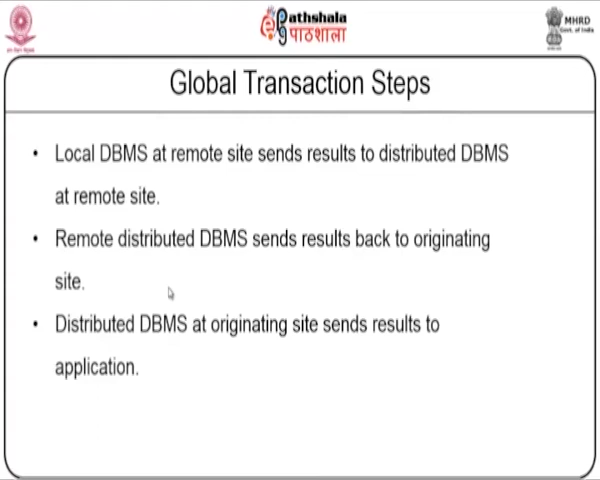 ePathshala
पाठशाला
MHRD
Govt. of India
Global Transaction Steps
• Local DBMS at remote site sends results to distributed DBMS
at remote site.
• Remote distributed DBMS sends results back to originating
site.
• Distributed DBMS at originating site sends results to
application.